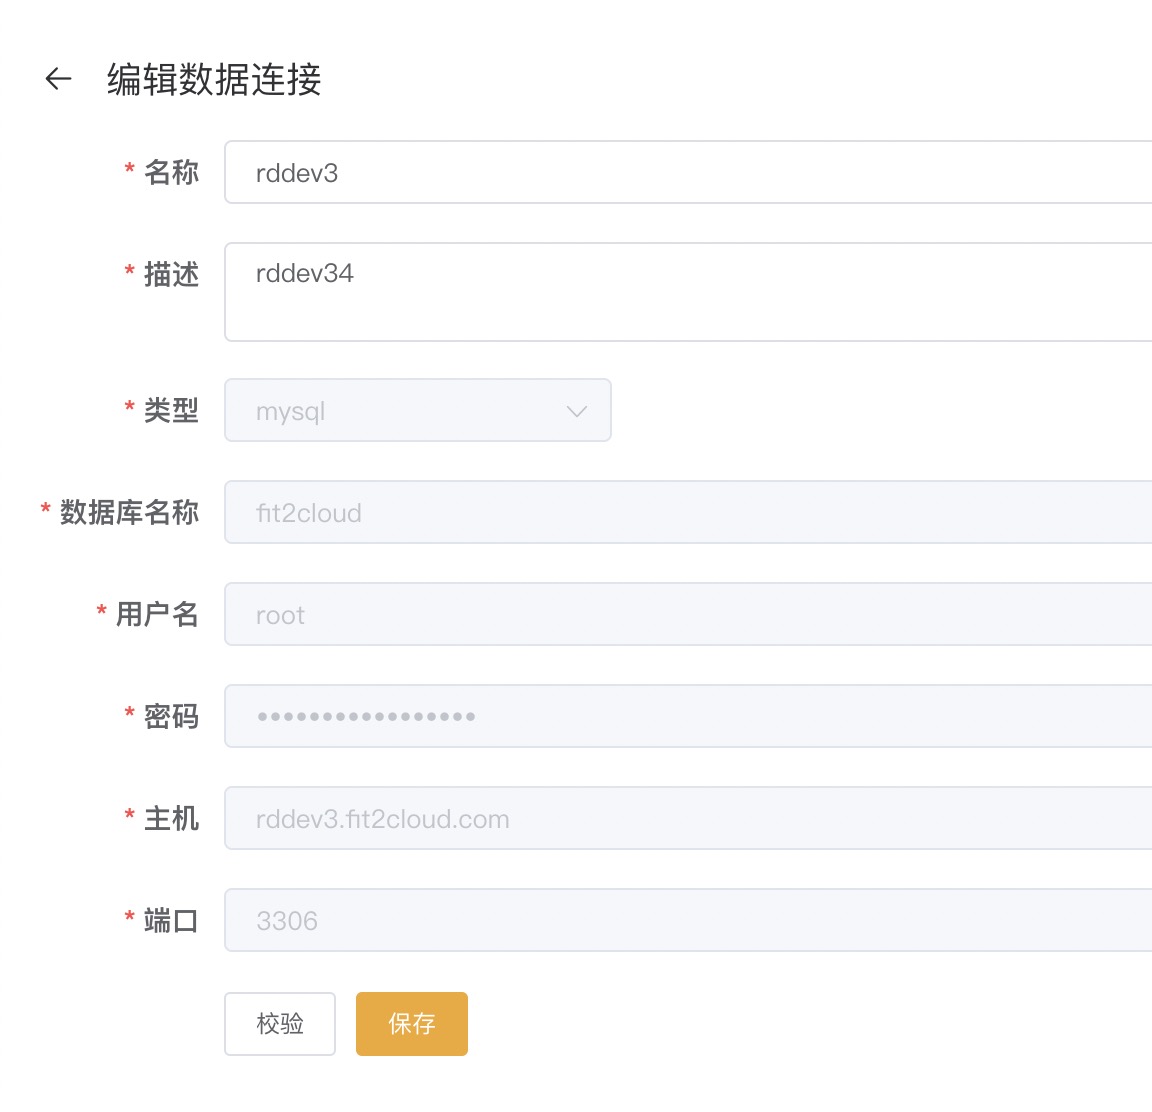 编辑数据连接
* 名称 rddev3
* 描述 rddev34
* 类型 mysql
* 数据库名称 fit2cloud
* 用户名 root
* 密码 •••••••••••••••••
* 主机 rddev3.fit2cloud.com
* 端口 3306
校验 保存